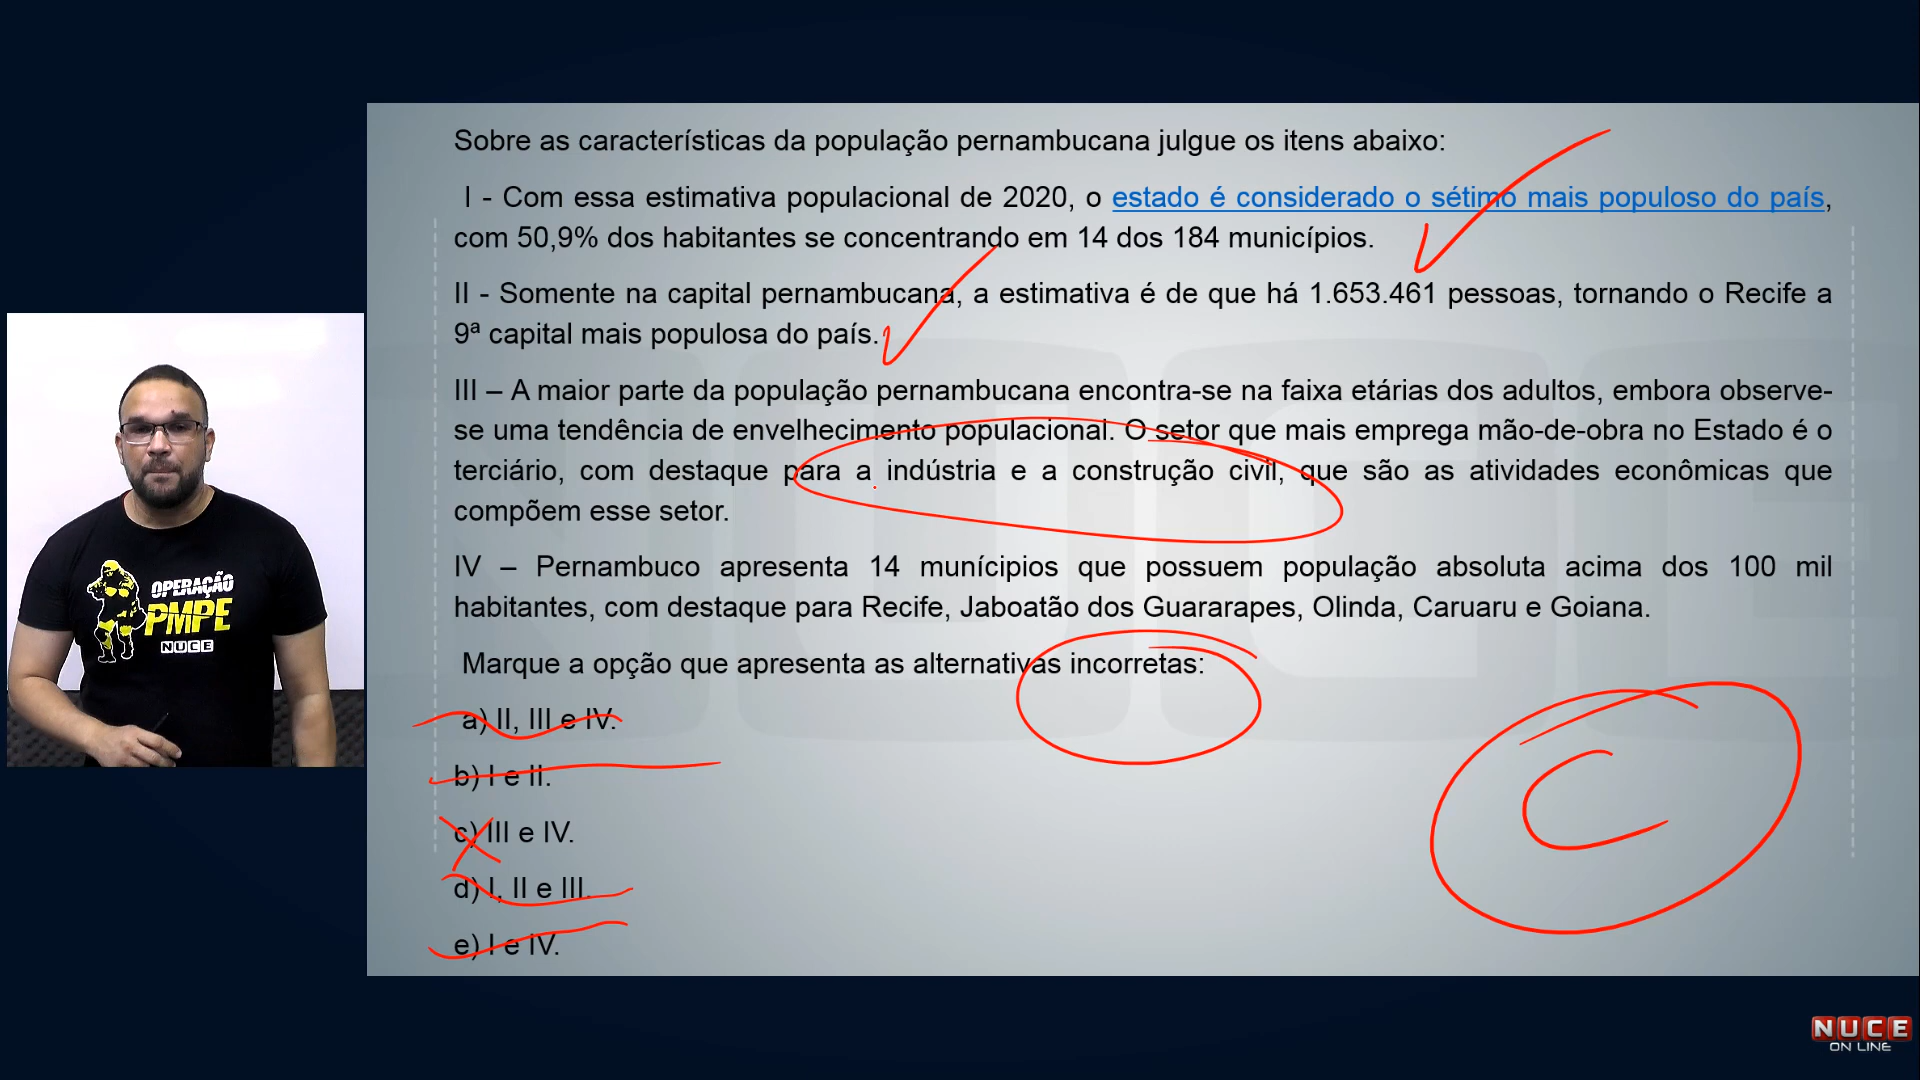 Sobre as características da população pernambucana julgue os itens abaixo:
I - Com essa estimativa populacional de 2020, o estado é considerado o sétimo mais populoso do país,
com 50,9% dos habitantes se concentrando em 14 dos 184 municípios.
II - Somente na capital pernambucana, a estimativa é de que há 1.653.461 pessoas, tornando o Recife a
9ª capital mais populosa do país.
III – A maior parte da população pernambucana encontra-se na faixa etárias dos adultos, embora observe-
se uma tendência de envelhecimento populacional. O setor que mais emprega mão-de-obra no Estado é o
terciário, com destaque para a indústria e a construção civil, que são as atividades econômicas que
compõem esse setor.
IV – Pernambuco apresenta 14 munícipios que possuem população absoluta acima dos 100 mil
habitantes, com destaque para Recife, Jaboatão dos Guararapes, Olinda, Caruaru e Goiana.
Marque a opção que apresenta as alternativas incorretas:
a) II, III e IV.
b) I e II.
c) III e IV.
d) I, II e III.
e) I e IV.
C
OPERAÇÃO
PMPE
NUCE
NUCE
ON LINE